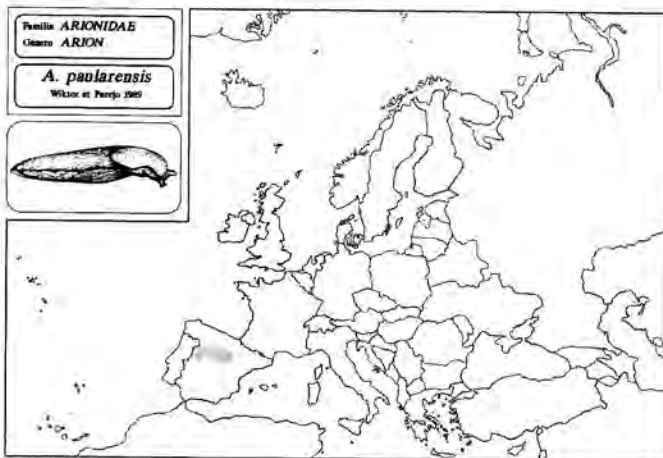 Familia ARIONIDAE
Genero ARION
A. paularensis
Wiktor et Parejo 1989